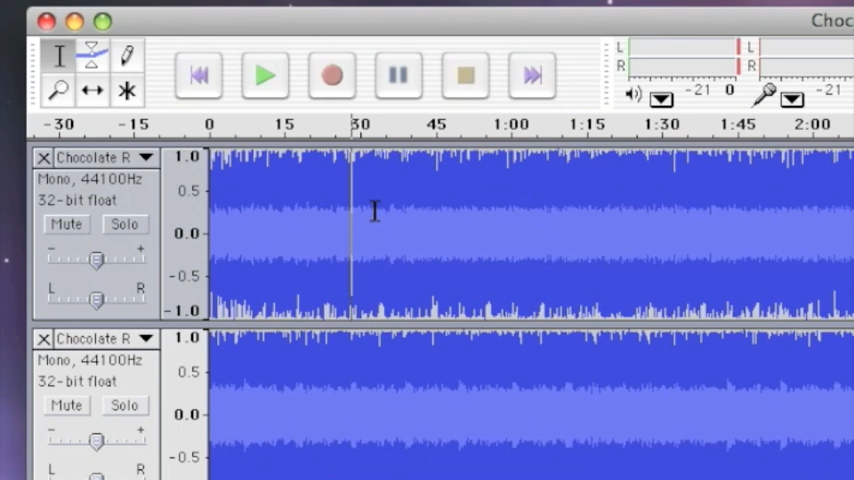 Choc
L
R
L
R
-21 0
-21
-30 -15 0 15 30 45 1:00 1:15 1:30 1:45 2:00
X Chocolate R
Mono, 44100Hz
32-bit float
Mute Solo
- +
L R
1.0
0.5
0.0
-0.5
-1.0
X Chocolate R
Mono, 44100Hz
32-bit float
Mute Solo
- +
L R
1.0
0.5
0.0
-0.5